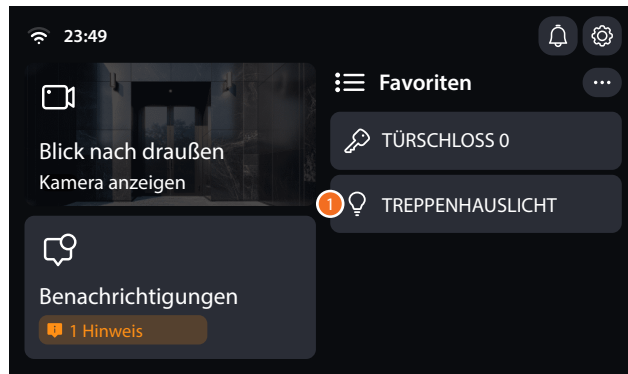 23:49
Blick nach draußen
Kamera anzeigen
Benachrichtigungen
1 Hinweis
Favoriten
TÜRSCHLOSS 0
1 TREPPENHAUSLICHT